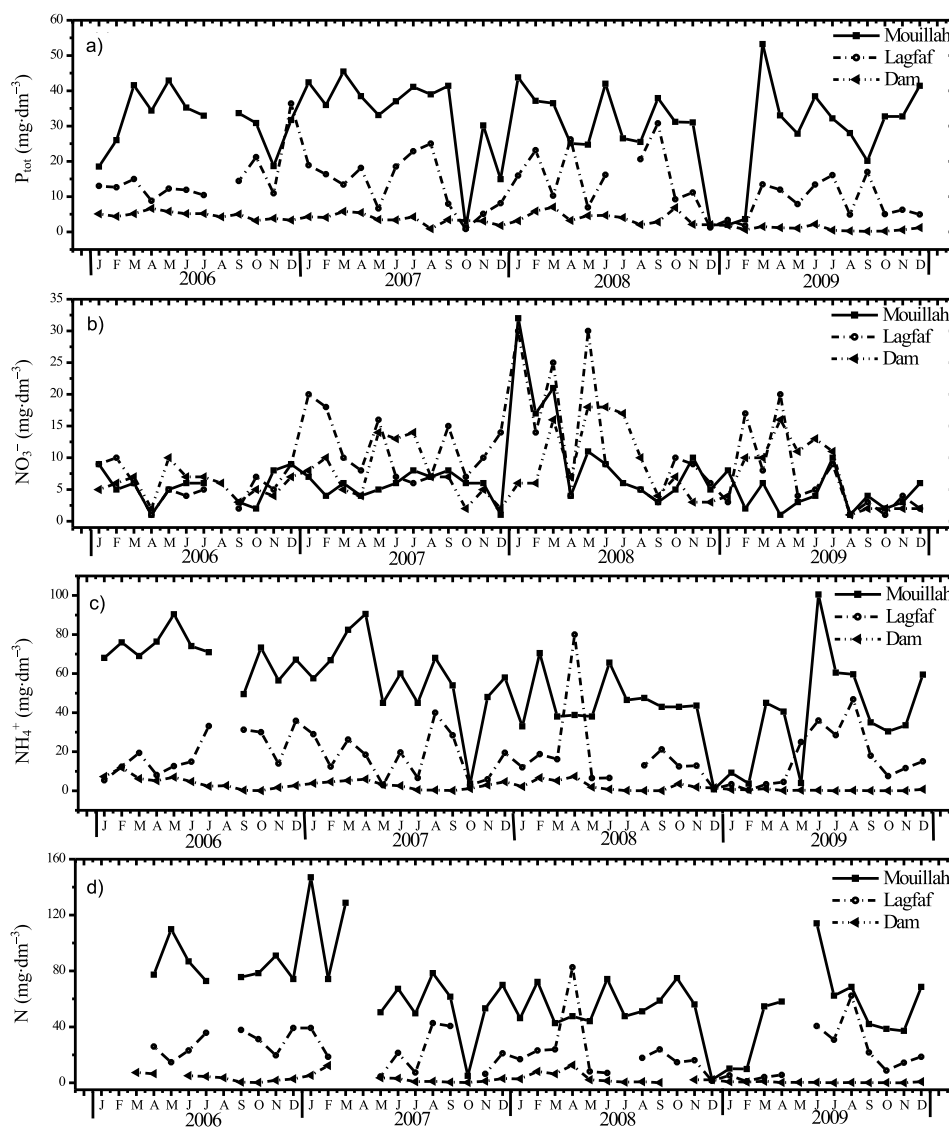 a)
P_tot (mg·dm⁻³)
60
50
40
30
20
10
0
Mouillah
Lagfaf
Dam
J F M A M J J A S O N D J F M A M J J A S O N D J F M A M J J A S O N D J F M A M J J A S O N D
2006 2007 2008 2009
b)
NO₃⁻ (mg·dm⁻³)
35
30
25
20
15
10
5
0
Mouillah
Lagfaf
Dam
J F M A M J J A S O N D J F M A M J J A S O N D J F M A M J J A S O N D J F M A M J J A S O N D
2006 2007 2008 2009
c)
NH₄⁺ (mg·dm⁻³)
100
80
60
40
20
0
Mouillah
Lagfaf
Dam
J F M A M J J A S O N D J F M A M J J A S O N D J F M A M J J A S O N D J F M A M J J A S O N D
2006 2007 2008 2009
d)
N (mg·dm⁻³)
160
120
80
40
0
Mouillah
Lagfaf
Dam
J F M A M J J A S O N D J F M A M J J A S O N D J F M A M J J A S O N D J F M A M J J A S O N D
2006 2007 2008 2009